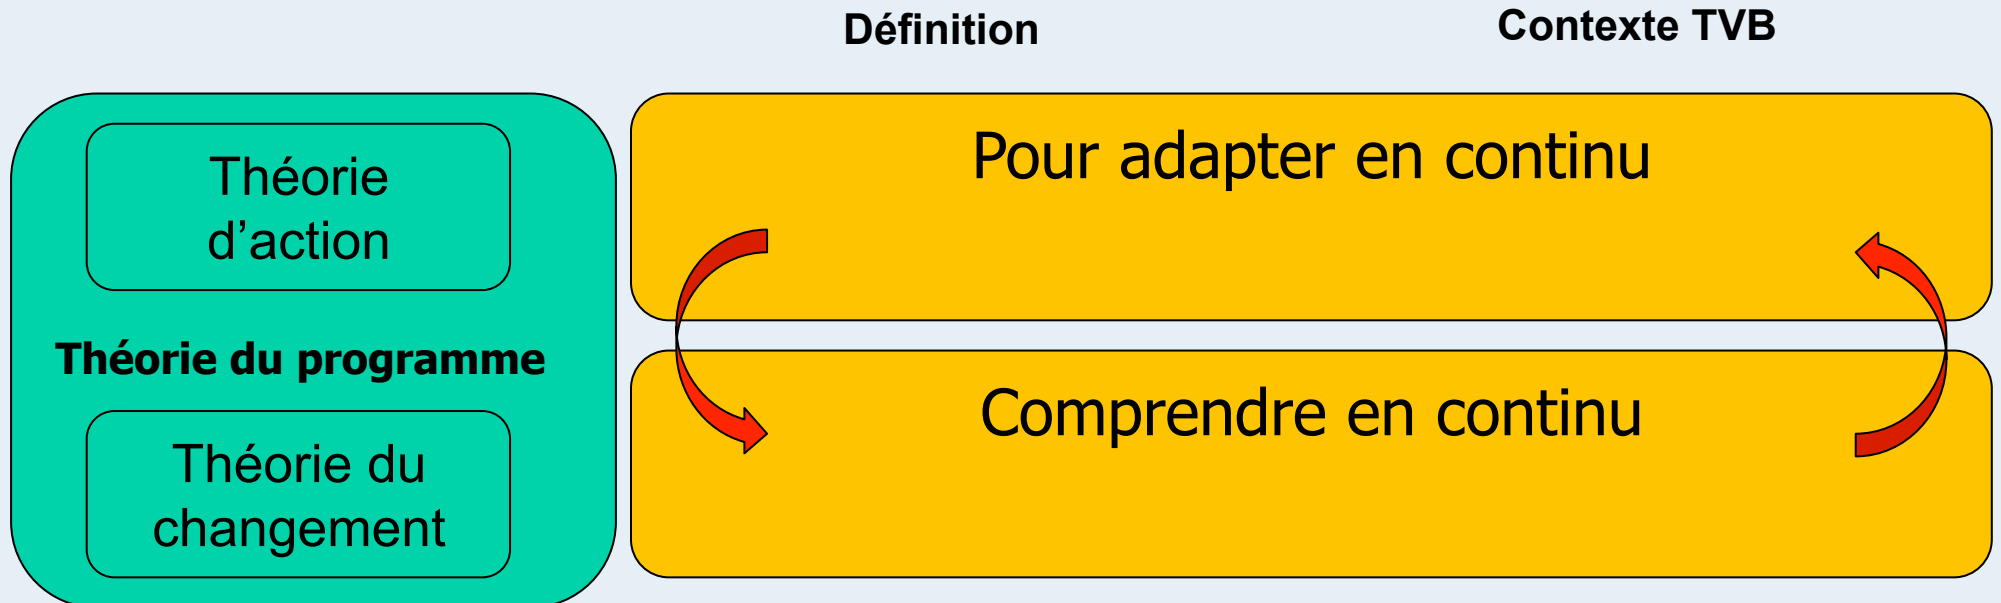 Définition
Contexte TVB
Théorie
d’action
Théorie du programme
Théorie du
changement
Pour adapter en continu
Comprendre en continu